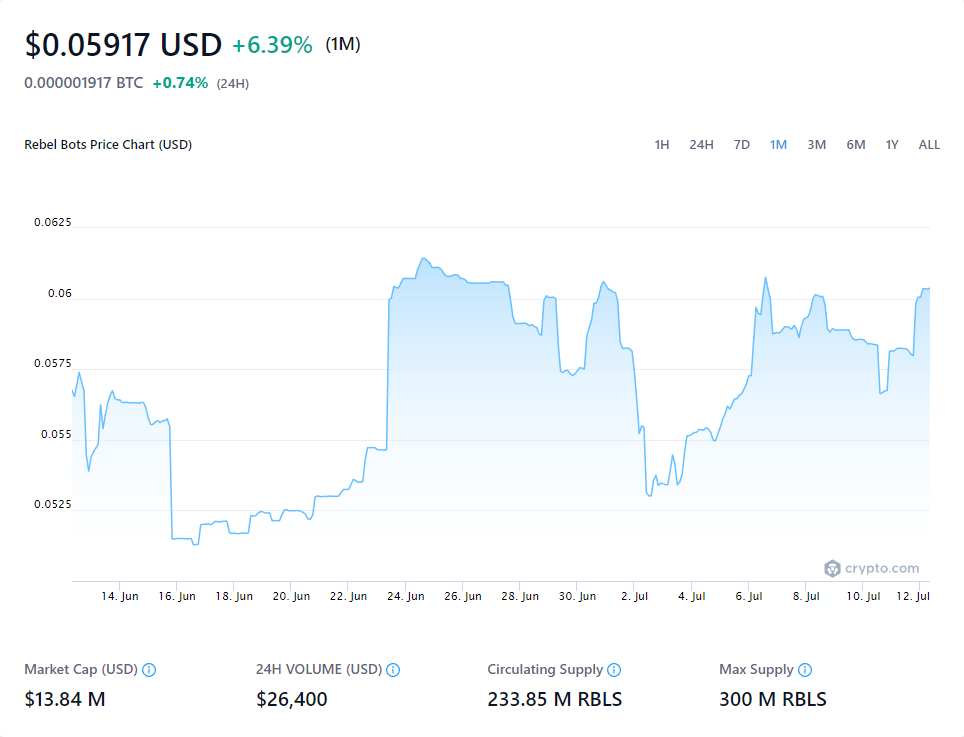 $0.05917 USD +6.39% (1M)
0.000001917 BTC +0.74% (24H)
Rebel Bots Price Chart (USD) 1H 24H 7D 1M 3M 6M 1Y ALL
0.0625
0.06
0.0575
0.055
0.0525
crypto.com
14. Jun 16. Jun 18. Jun 20. Jun 22. Jun 24. Jun 26. Jun 28. Jun 30. Jun 2. Jul 4. Jul 6. Jul 8. Jul 10. Jul 12. Jul
Market Cap (USD) 24H VOLUME (USD) Circulating Supply Max Supply
$13.84 M $26,400 233.85 M RBLS 300 M RBLS